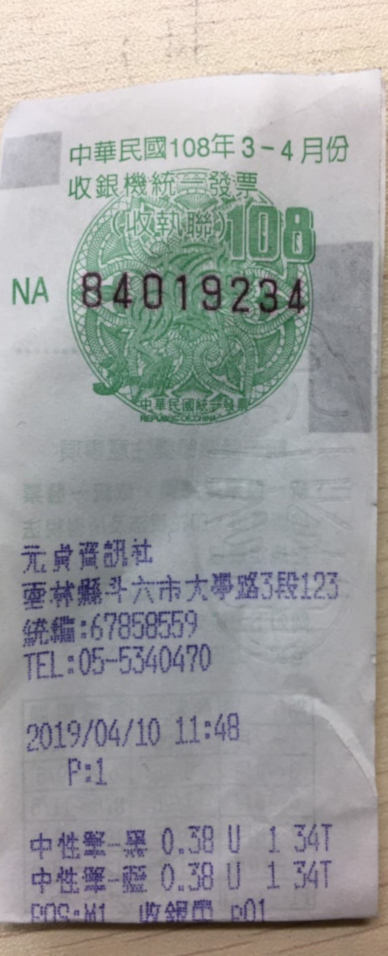 中華民國108年3-4月份
收銀機統一發票
(收執聯)108
NA 84019234
3-4
中華民國統一發票
REPUBLIC OF CHINA
元貞資訊社
雲林縣斗六市大學路3段123
統編:67858559
TEL:05-5340470
2019/04/10 11:48
P:1
中性筆-黑 0.38 U 1 34T
中性筆-藍 0.38 U 1 34T
POS:M1 收銀員 p01